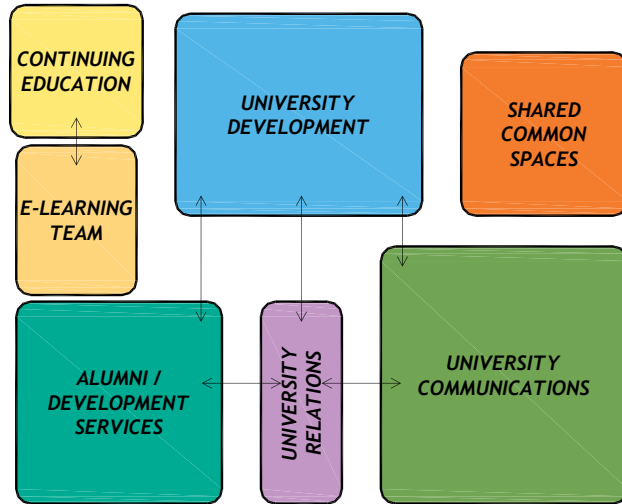 CONTINUING
EDUCATION
UNIVERSITY
DEVELOPMENT
SHARED
COMMON
SPACES
E-LEARNING
TEAM
ALUMNI /
DEVELOPMENT
SERVICES
UNIVERSITY
RELATIONS
UNIVERSITY
COMMUNICATIONS